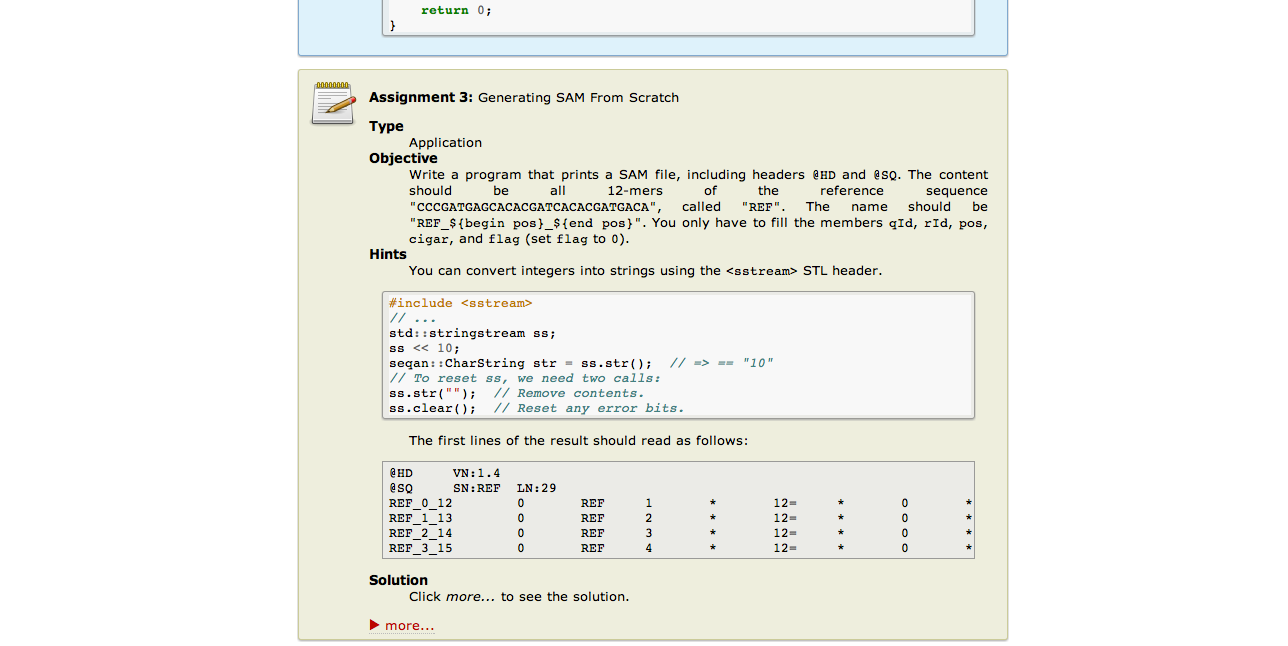 return 0;
}
Assignment 3: Generating SAM From Scratch
Type
Application
Objective
Write a program that prints a SAM file, including headers @HD and @SQ. The content
should be all 12-mers of the reference sequence
"CCCGATGAGCACACGATCACACGATGACA", called "REF". The name should be
"REF_${begin pos}_${end pos}". You only have to fill the members qId, rId, pos,
cigar, and flag (set flag to 0).
Hints
You can convert integers into strings using the <sstream> STL header.
#include <sstream>
// ...
std::stringstream ss;
ss << 10;
seqan::CharString str = ss.str();  // => == "10"
// To reset ss, we need two calls:
ss.str("");  // Remove contents.
ss.clear();  // Reset any error bits.
The first lines of the result should read as follows:
@HD     VN:1.4
@SQ     SN:REF  LN:29
REF_0_12        0       REF     1       *       12=     *       0       *
REF_1_13        0       REF     2       *       12=     *       0       *
REF_2_14        0       REF     3       *       12=     *       0       *
REF_3_15        0       REF     4       *       12=     *       0       *
Solution
Click more... to see the solution.
more...